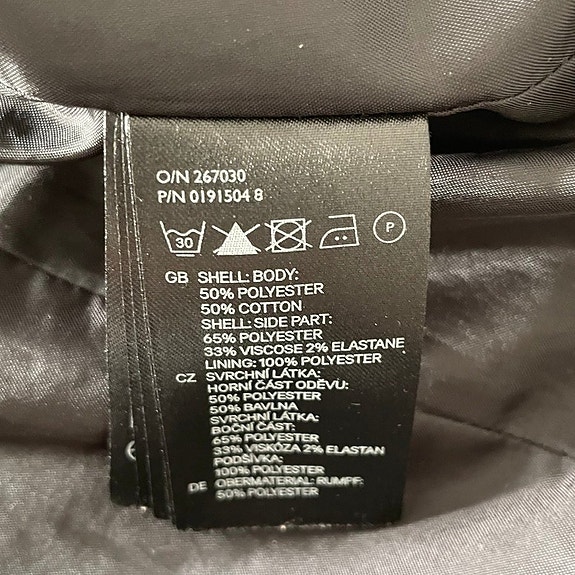 O/N 267030
P/N 0191504 8
30 P
GB SHELL: BODY:
50% POLYESTER
50% COTTON
SHELL: SIDE PART:
65% POLYESTER
33% VISCOSE 2% ELASTANE
LINING: 100% POLYESTER
CZ SVRCHNÍ LÁTKA:
HORNÍ ČÁST ODĚVU:
50% POLYESTER
50% BAVLNA
SVRCHNÍ LÁTKA:
BOČNÍ ČÁST:
65% POLYESTER
33% VISKÓZA 2% ELASTAN
PODŠÍVKA:
100% POLYESTER
DE OBERMATERIAL: RUMPF:
50% POLYESTER